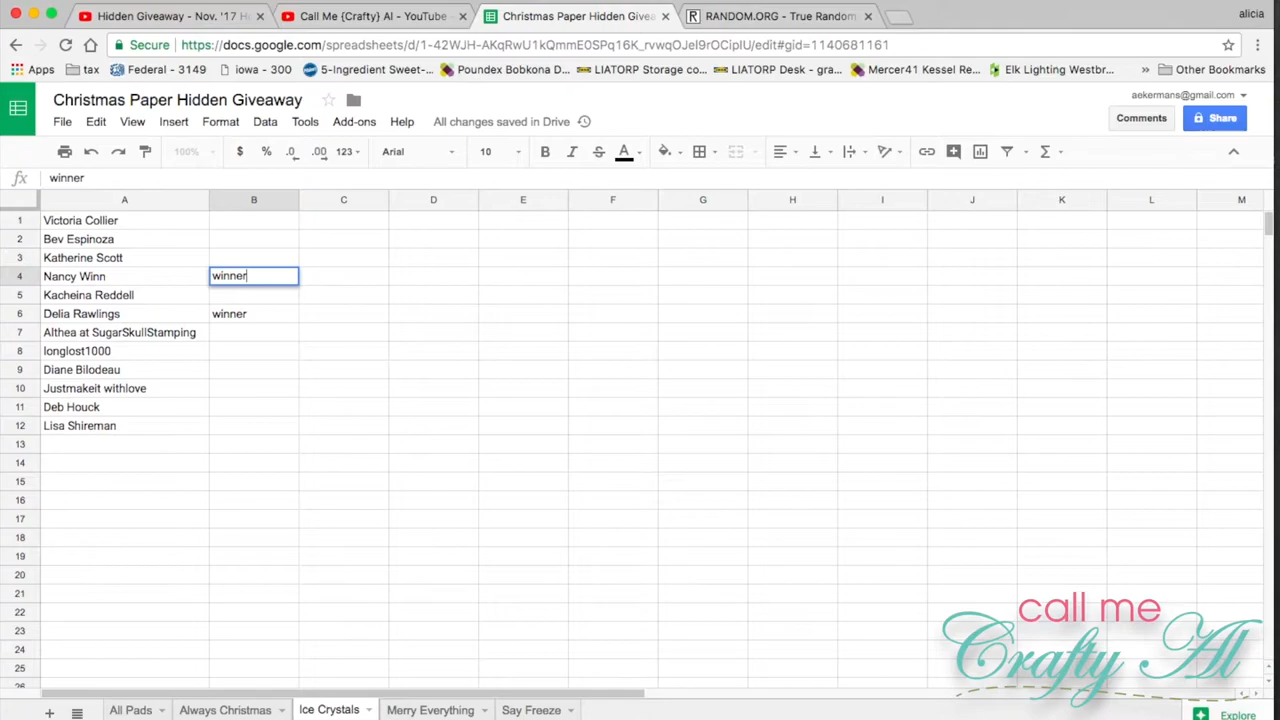 Hidden Giveaway - Nov. '17 H
Call Me {Crafty} Al - YouTube
Christmas Paper Hidden Givea
RANDOM.ORG - True Random
alicia
Secure https://docs.google.com/spreadsheets/d/1-42WJH-AKqRwU1kQmmE0SPq16K_rvwqOJeI9rOCipIU/edit#gid=1140681161
Apps tax Federal - 3149 iowa - 300 5-Ingredient Sweet-... Poundex Bobkona D... LIATORP Storage co... LIATORP Desk - gra... Mercer41 Kessel Re... Elk Lighting Westbr... » Other Bookmarks
Christmas Paper Hidden Giveaway
aekermans@gmail.com
File Edit View Insert Format Data Tools Add-ons Help All changes saved in Drive
Comments Share
100% $ % .0 .00 123 Arial 10 B I S A Σ
fx winner
A B C D E F G H I J K L M
1 Victoria Collier
2 Bev Espinoza
3 Katherine Scott
4 Nancy Winn winner
5 Kacheina Reddell
6 Delia Rawlings winner
7 Althea at SugarSkullStamping
8 longlost1000
9 Diane Bilodeau
10 Justmakeit withlove
11 Deb Houck
12 Lisa Shireman
13
14
15
16
17
18
19
20
21
22
23
24
25
26
call me
Crafty Al
All Pads Always Christmas Ice Crystals Merry Everything Say Freeze Explore